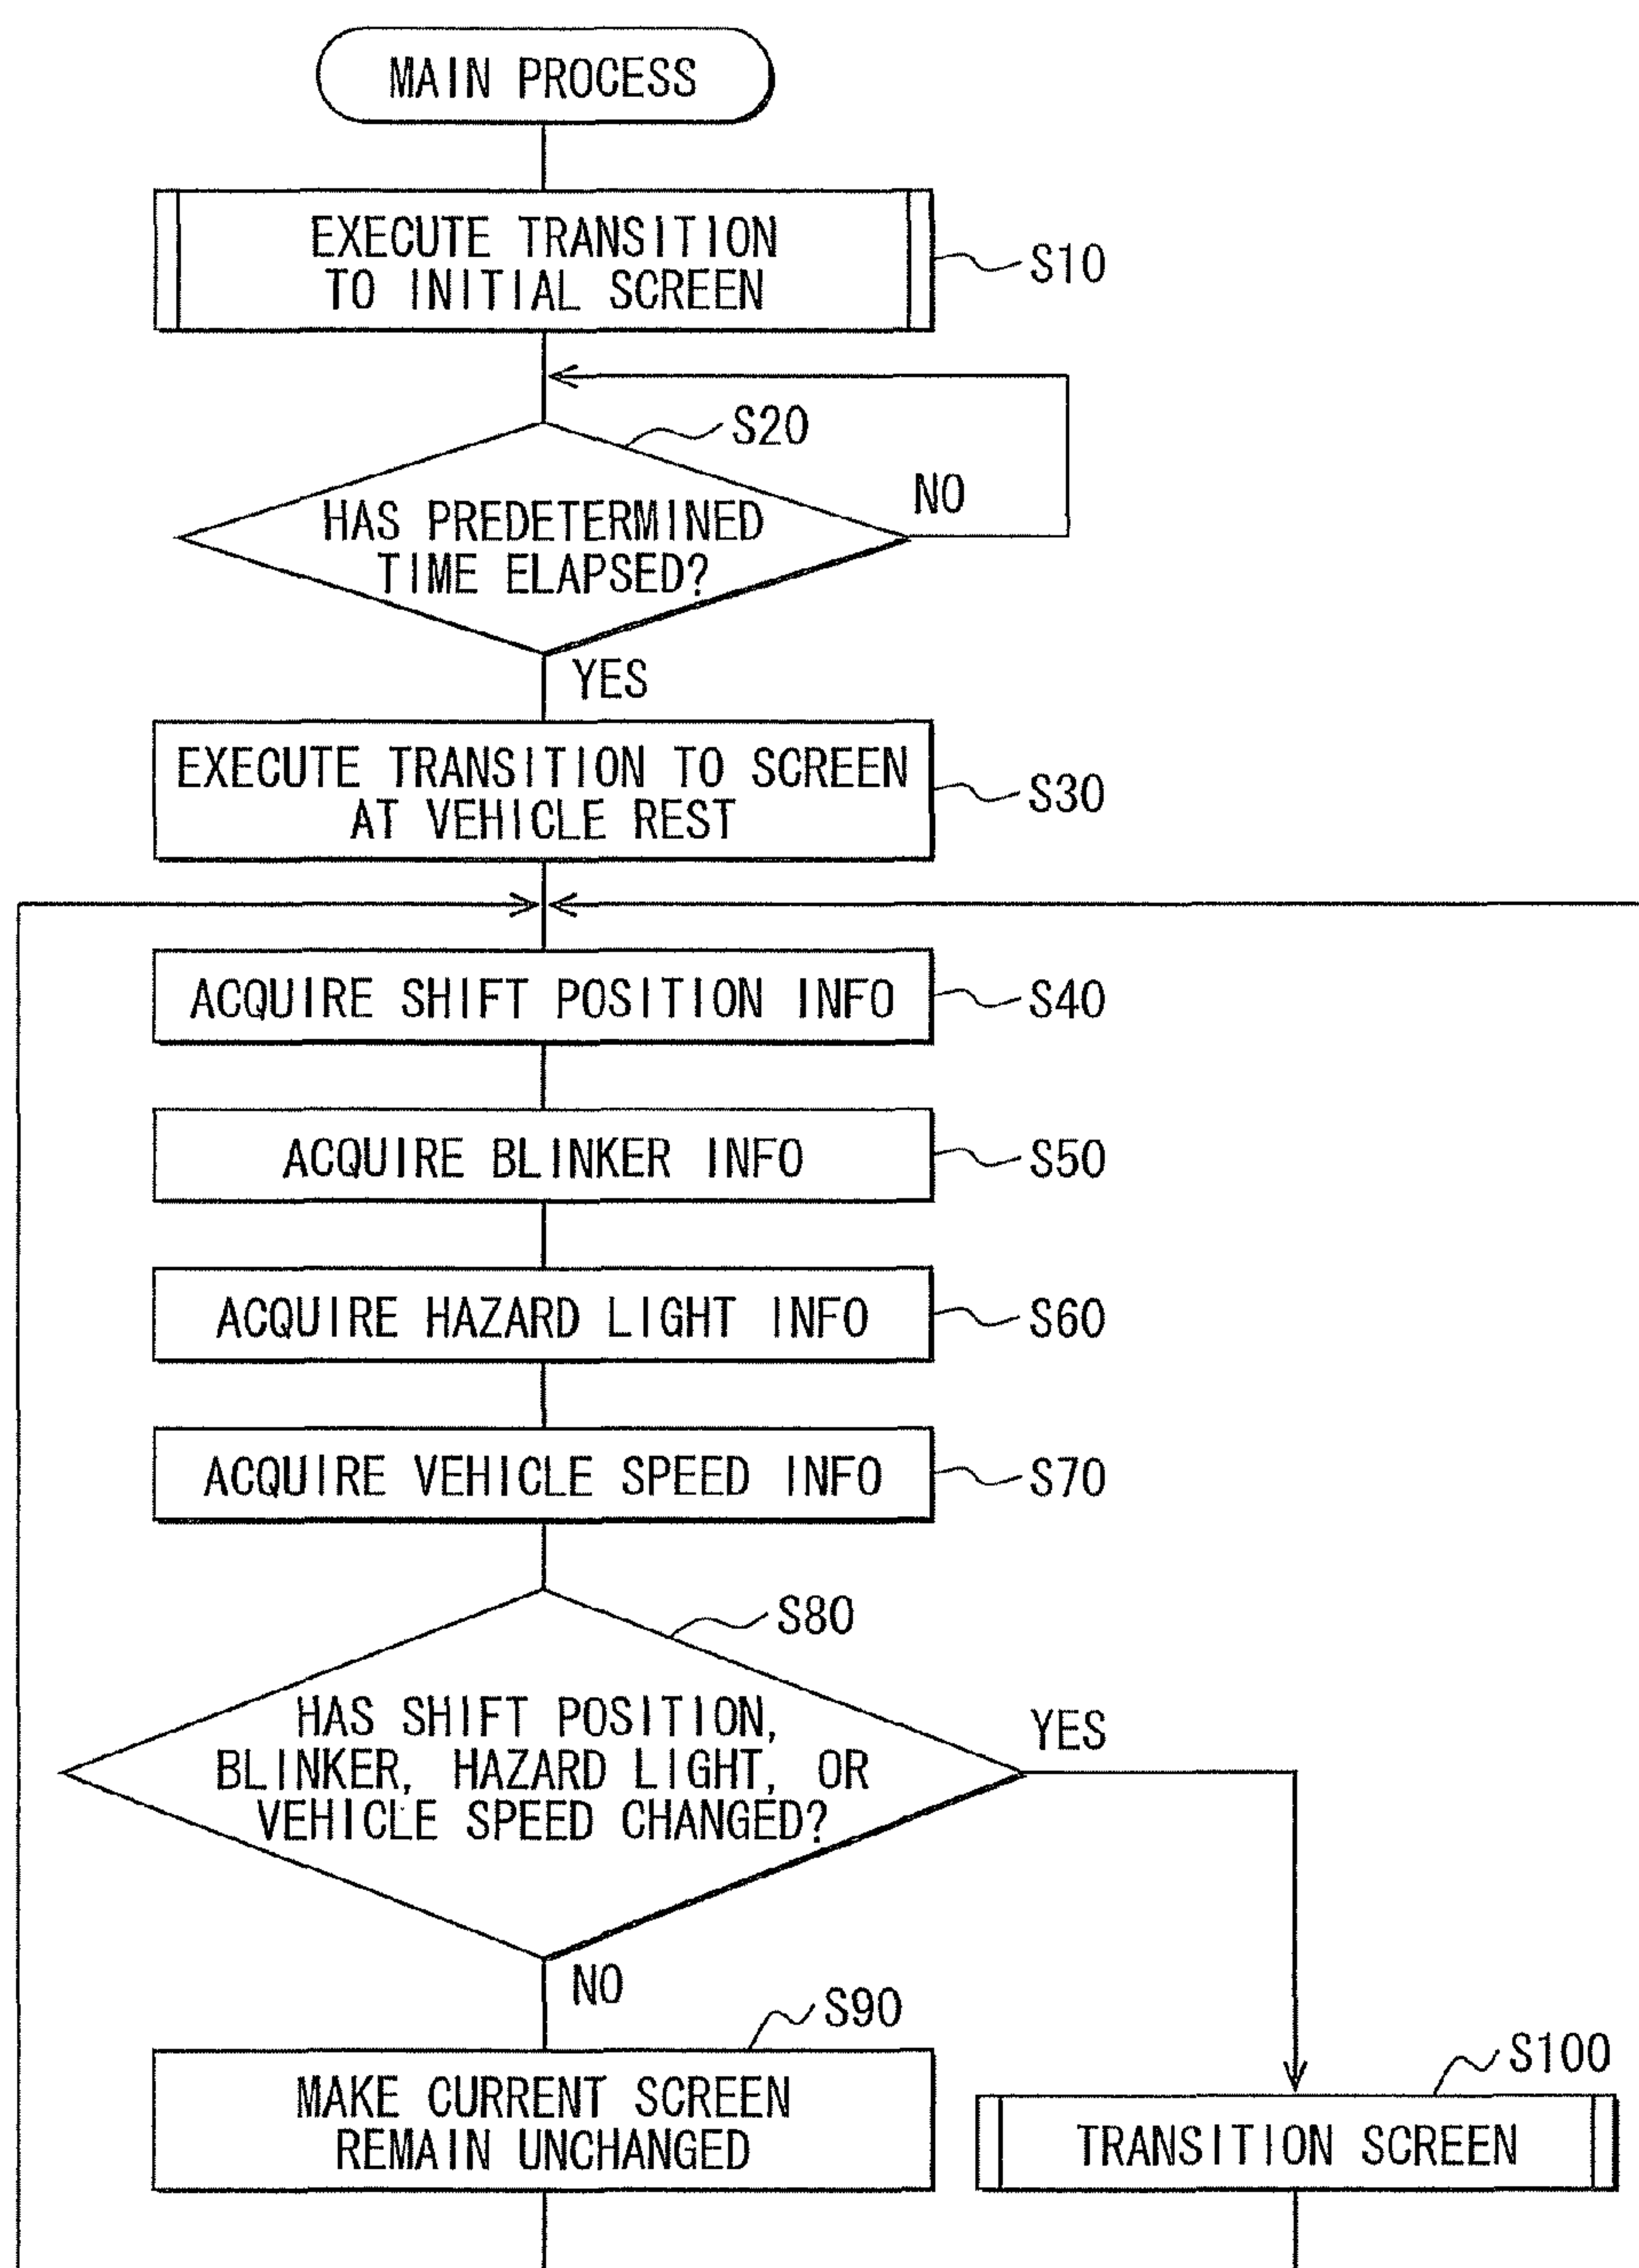 MAIN PROCESS
EXECUTE TRANSITION
TO INITIAL SCREEN
S10
S20
NO
HAS PREDETERMINED
TIME ELAPSED?
YES
EXECUTE TRANSITION TO SCREEN
AT VEHICLE REST
S30
ACQUIRE SHIFT POSITION INFO
S40
ACQUIRE BLINKER INFO
S50
ACQUIRE HAZARD LIGHT INFO
S60
ACQUIRE VEHICLE SPEED INFO
S70
S80
HAS SHIFT POSITION,
BLINKER, HAZARD LIGHT, OR
VEHICLE SPEED CHANGED?
YES
NO
S90
MAKE CURRENT SCREEN
REMAIN UNCHANGED
S100
TRANSITION SCREEN